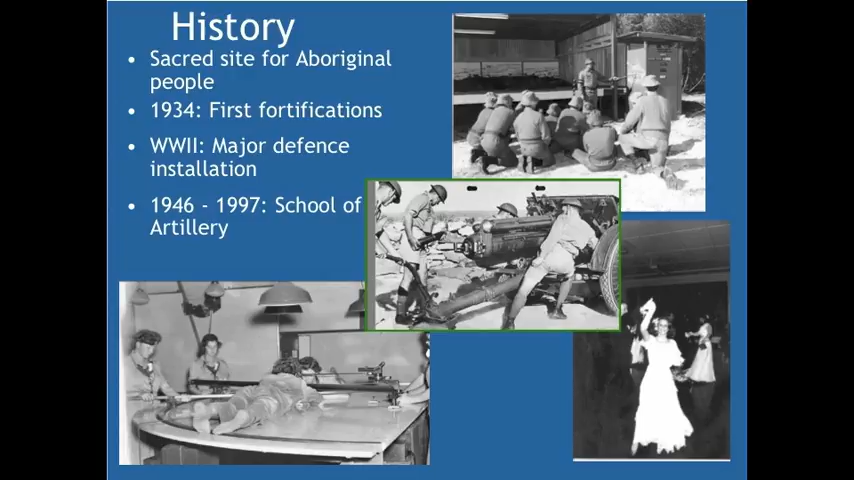 History
• Sacred site for Aboriginal
people
• 1934: First fortifications
• WWII: Major defence
installation
• 1946 - 1997: School of
Artillery